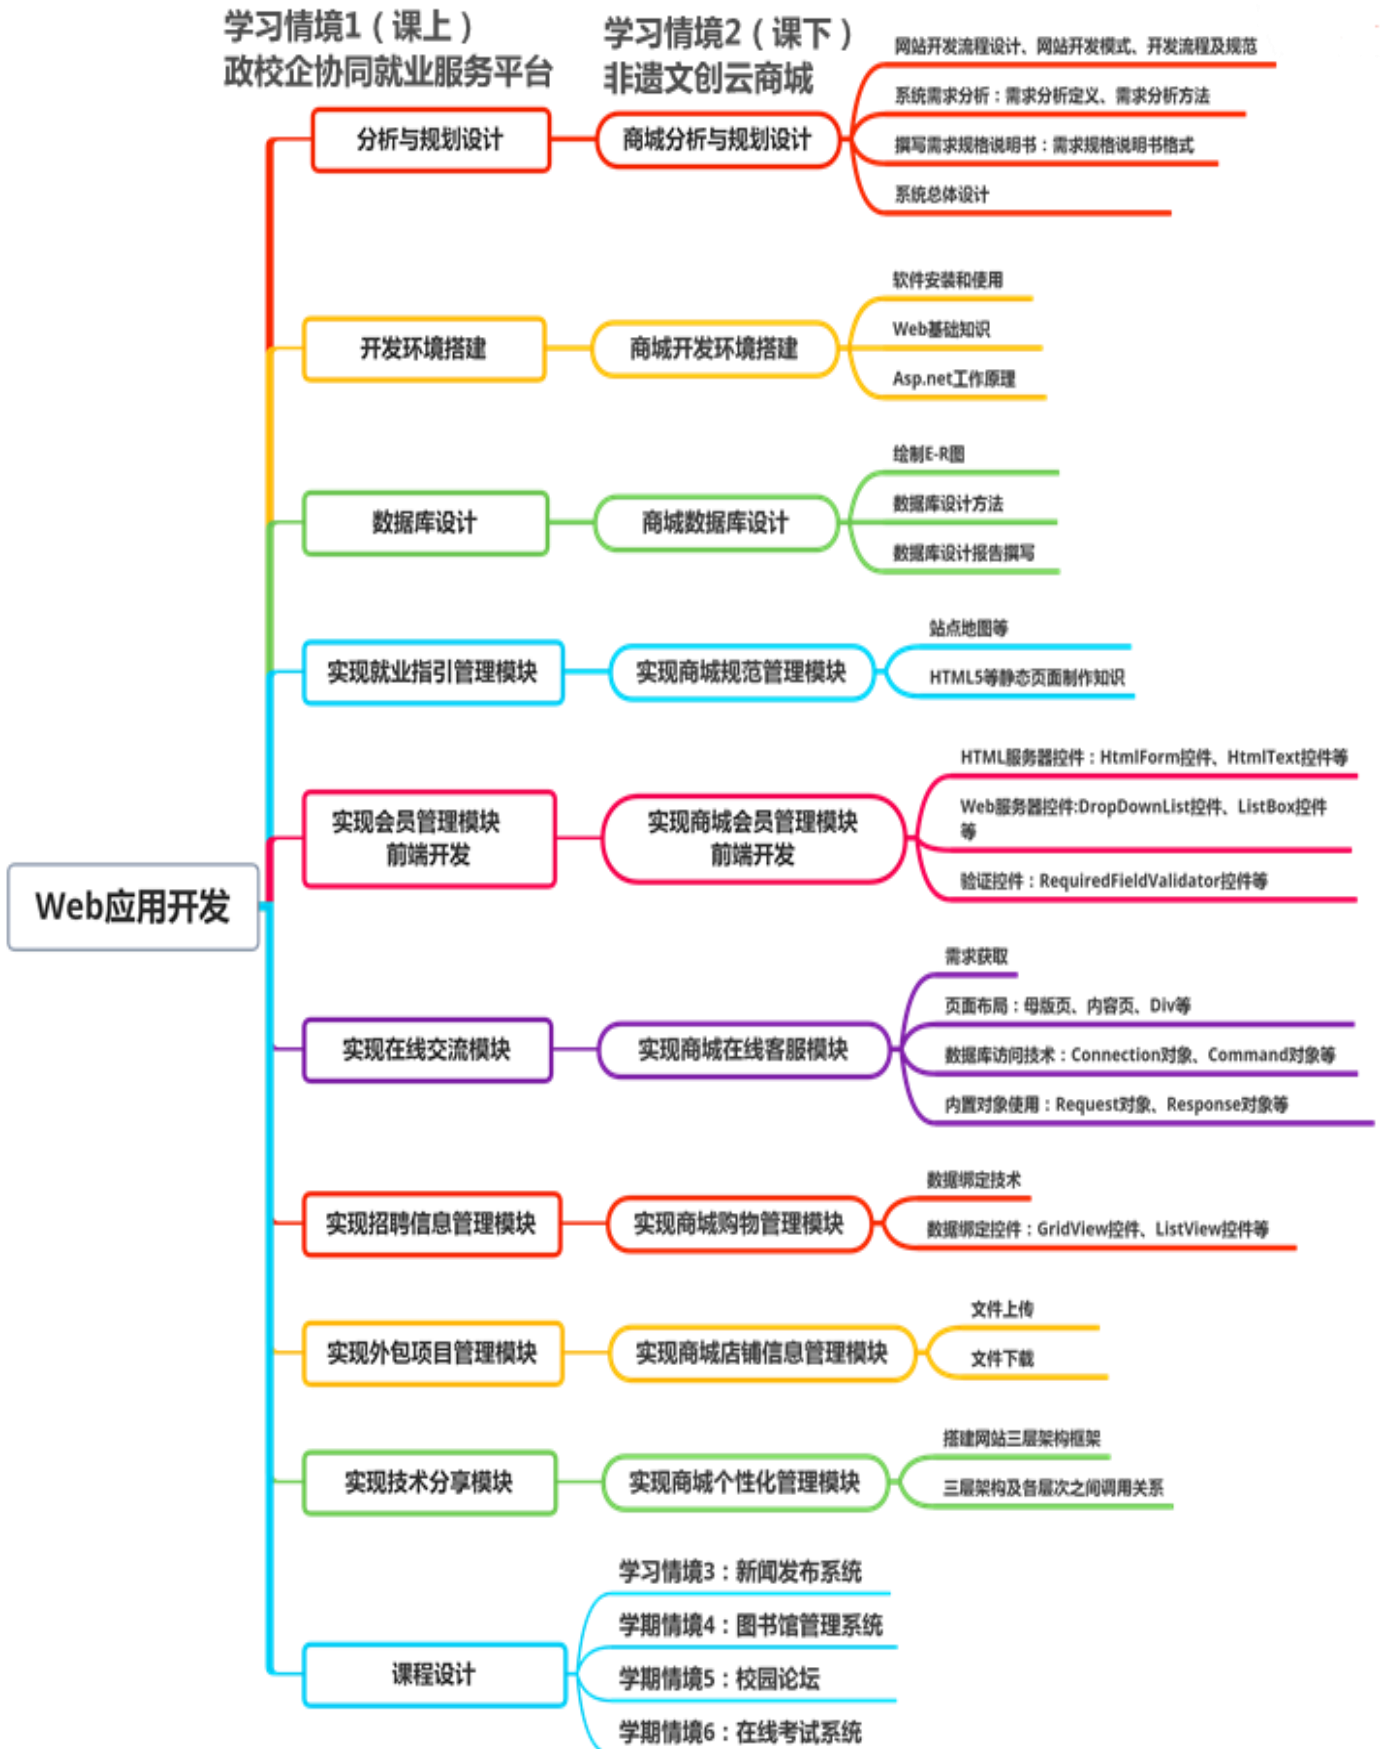 学习情境1（课上）
政校企协同就业服务平台
学习情境2（课下）
非遗文创云商城
Web应用开发
分析与规划设计
商城分析与规划设计
网站开发流程设计、网站开发模式、开发流程及规范
系统需求分析：需求分析定义、需求分析方法
撰写需求规格说明书：需求规格说明书格式
系统总体设计
开发环境搭建
商城开发环境搭建
软件安装和使用
Web基础知识
Asp.net工作原理
数据库设计
商城数据库设计
绘制E-R图
数据库设计方法
数据库设计报告撰写
实现就业指引管理模块
实现商城规范管理模块
站点地图等
HTML5等静态页面制作知识
实现会员管理模块
前端开发
实现商城会员管理模块
前端开发
HTML服务器控件：HtmlForm控件、HtmlText控件等
Web服务器控件:DropDownList控件、ListBox控件
等
验证控件：RequiredFieldValidator控件等
实现在线交流模块
实现商城在线客服模块
需求获取
页面布局：母版页、内容页、Div等
数据库访问技术：Connection对象、Command对象等
内置对象使用：Request对象、Response对象等
实现招聘信息管理模块
实现商城购物管理模块
数据绑定技术
数据绑定控件：GridView控件、ListView控件等
实现外包项目管理模块
实现商城店铺信息管理模块
文件上传
文件下载
实现技术分享模块
实现商城个性化管理模块
搭建网站三层架构框架
三层架构及各层次之间调用关系
课程设计
学习情境3：新闻发布系统
学期情境4：图书馆管理系统
学期情境5：校园论坛
学期情境6：在线考试系统